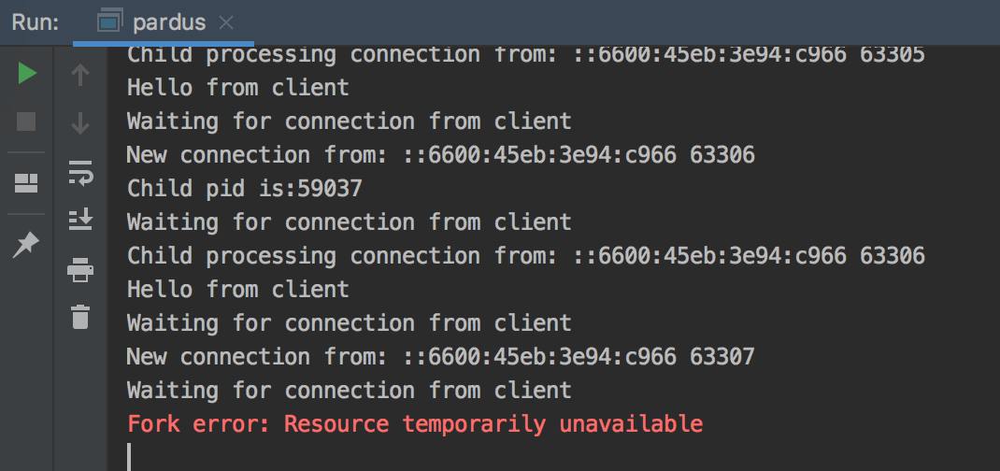 Run: pardus
Child processing connection from: ::6600:45eb:3e94:c966 63305
Hello from client
Waiting for connection from client
New connection from: ::6600:45eb:3e94:c966 63306
Child pid is:59037
Waiting for connection from client
Child processing connection from: ::6600:45eb:3e94:c966 63306
Hello from client
Waiting for connection from client
New connection from: ::6600:45eb:3e94:c966 63307
Waiting for connection from client
Fork error: Resource temporarily unavailable